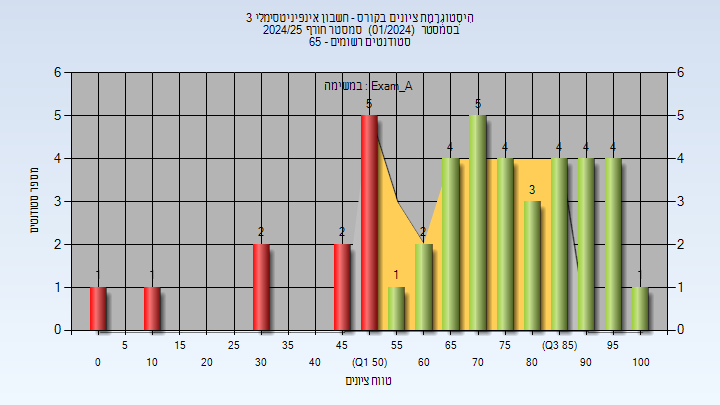 היסטוגרמת ציונים בקורס - חשבון אינפיניטסימלי 3
בסמסטר (01/2024) סמסטר חורף 2024/25
סטודנטים רשומים - 65
במשימה : Exam_A
6 6
5 5
4 4
3 3
2 2
1 1
0 0
1 1 2 2 5 1 2 4 5 4 3 4 4 4 1
מספר סטודנטים
5 15 25 35 45 55 65 75 (Q3 85) 95
0 10 20 30 40 (Q1 50) 60 70 80 90 100
טווח ציונים